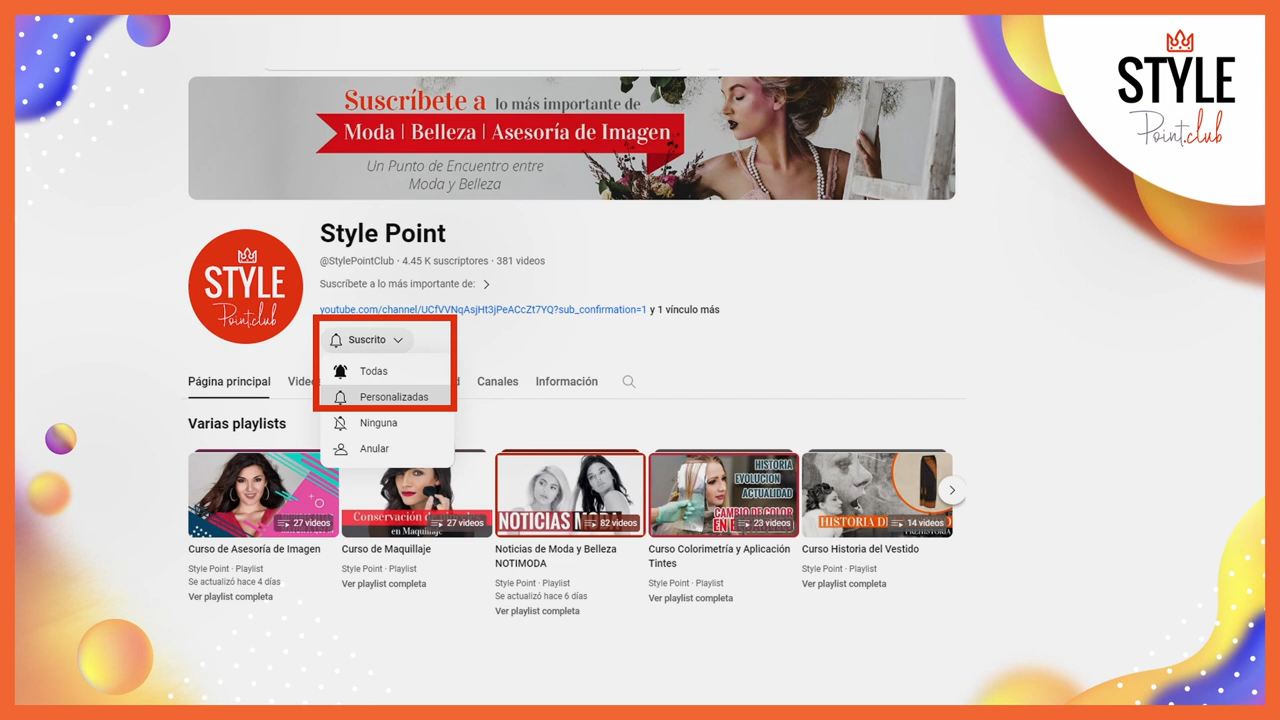 STYLE
Point.club
Suscríbete a lo más importante de
Moda | Belleza | Asesoría de Imagen
Un Punto de Encuentro entre
Moda y Belleza
STYLE
Point.club
Style Point
@StylePointClub · 4.45 K suscriptores · 381 videos
Suscríbete a lo más importante de:
youtube.com/channel/UCfVVNqAsjHt3jPeACcZt7YQ?sub_confirmation=1 y 1 vínculo más
Suscrito
Todas
Personalizadas
Ninguna
Anular
Página principal
Canales
Información
Varias playlists
27 videos
Conservación
en Maquillaje
27 videos
NOTICIAS
82 videos
HISTORIA
EVOLUCION
ACTUALIDAD
CAMBIO DE COLOR
23 videos
HISTORIA
14 videos
PREHISTORIA
Curso de Asesoría de Imagen
Style Point · Playlist
Se actualizó hace 4 días
Ver playlist completa
Curso de Maquillaje
Style Point · Playlist
Ver playlist completa
Noticias de Moda y Belleza
NOTIMODA
Style Point · Playlist
Se actualizó hace 6 días
Ver playlist completa
Curso Colorimetría y Aplicación
Tintes
Style Point · Playlist
Ver playlist completa
Curso Historia del Vestido
Style Point · Playlist
Ver playlist completa